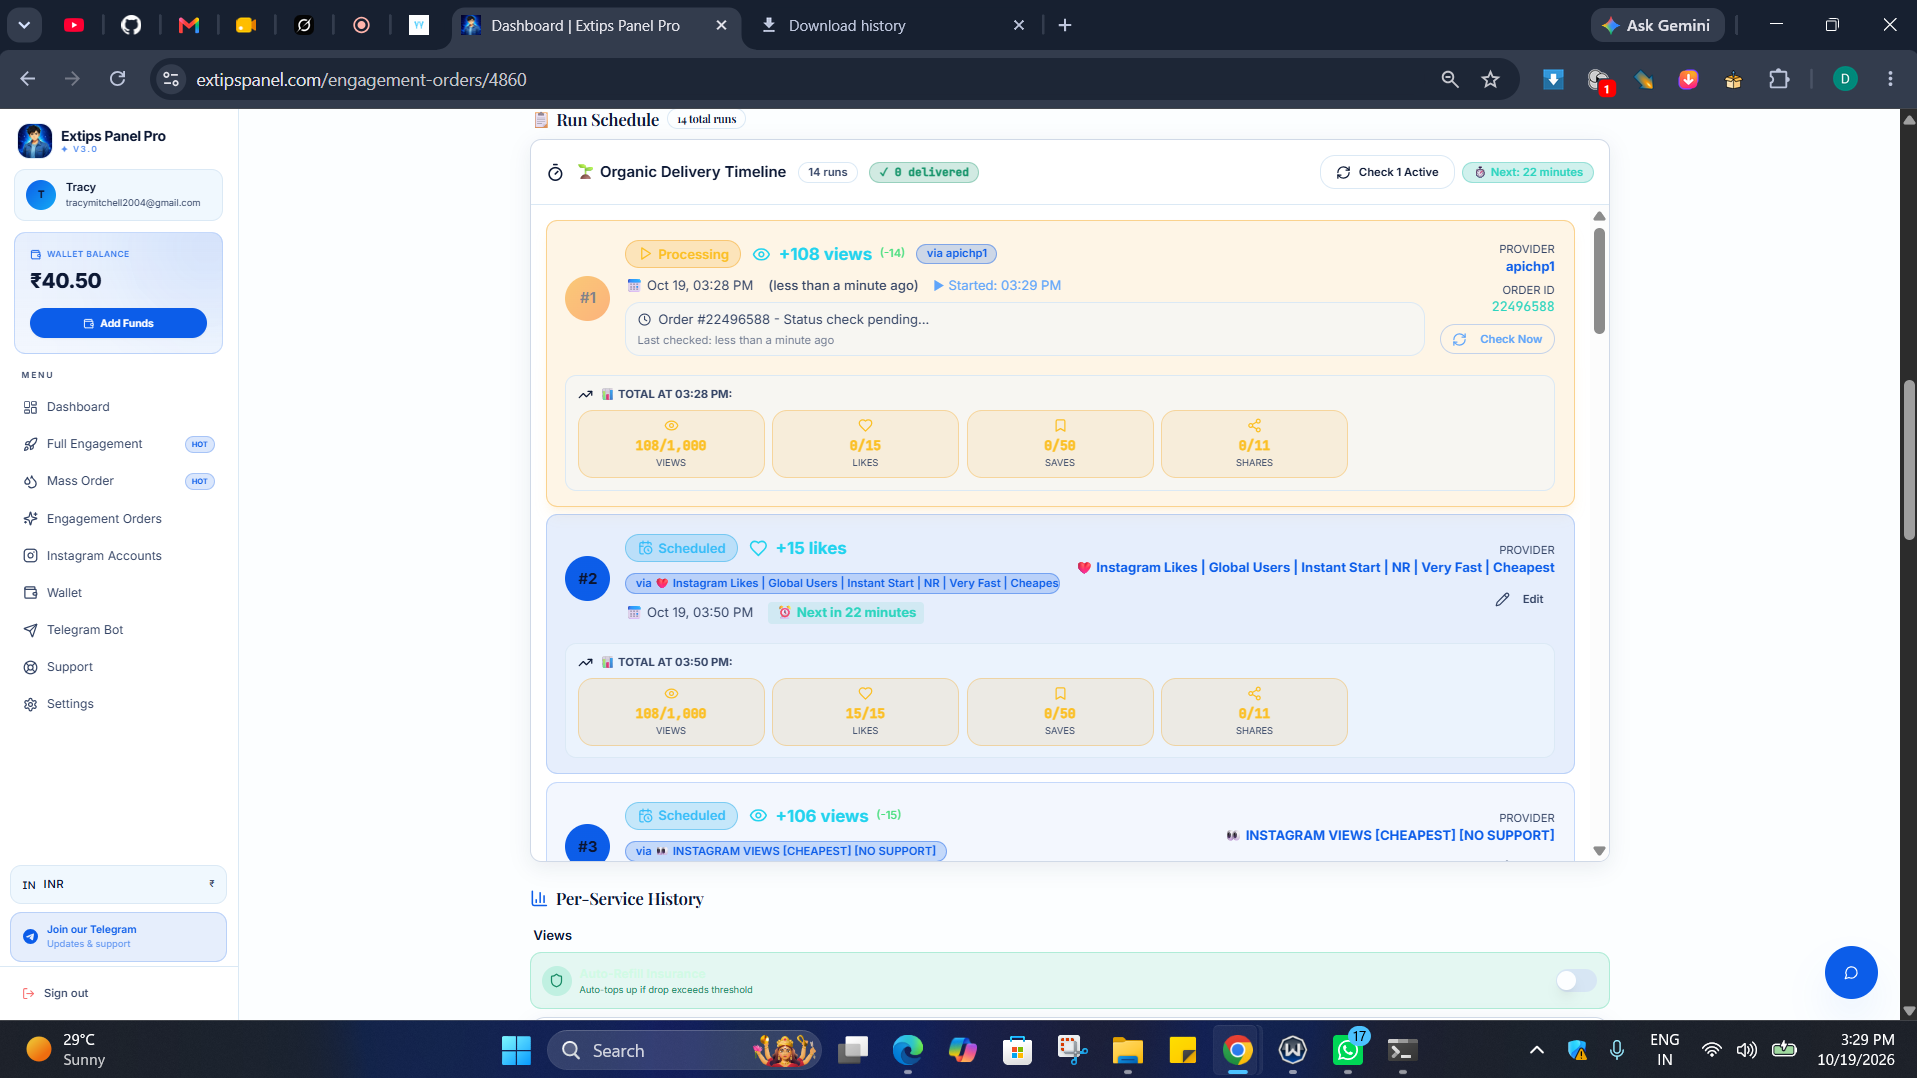 Dashboard | Extips Panel Pro
Download history
Ask Gemini
extipspanel.com/engagement-orders/4860
1
D
Extips Panel Pro
V3.0
T
Tracy
tracymitchell2004@gmail.com
WALLET BALANCE
₹40.50
Add Funds
MENU
Dashboard
Full Engagement
HOT
Mass Order
HOT
Engagement Orders
Instagram Accounts
Wallet
Telegram Bot
Support
Settings
IN INR ₹
Join our Telegram
Updates & support
Sign out
Run Schedule
14 total runs
Organic Delivery Timeline
14 runs
✓ 0 delivered
Check 1 Active
Next: 22 minutes
#1
Processing
+108 views (-14)
via apichp1
Oct 19, 03:28 PM (less than a minute ago) Started: 03:29 PM
Order #22496588 - Status check pending...
Last checked: less than a minute ago
PROVIDER
apichp1
ORDER ID
22496588
Check Now
TOTAL AT 03:28 PM:
108/1,000
VIEWS
0/15
LIKES
0/50
SAVES
0/11
SHARES
#2
Scheduled
+15 likes
via ❤️ Instagram Likes | Global Users | Instant Start | NR | Very Fast | Cheapes
Oct 19, 03:50 PM
Next in 22 minutes
PROVIDER
Instagram Likes | Global Users | Instant Start | NR | Very Fast | Cheapest
Edit
TOTAL AT 03:50 PM:
108/1,000
VIEWS
15/15
LIKES
0/50
SAVES
0/11
SHARES
#3
Scheduled
+106 views (-15)
via 👀 INSTAGRAM VIEWS [CHEAPEST] [NO SUPPORT]
PROVIDER
INSTAGRAM VIEWS [CHEAPEST] [NO SUPPORT]
Per-Service History
Views
Auto-Refill Insurance
Auto-tops up if drop exceeds threshold
29°C
Sunny
Search
17
ENG
IN
3:29 PM
10/19/2026